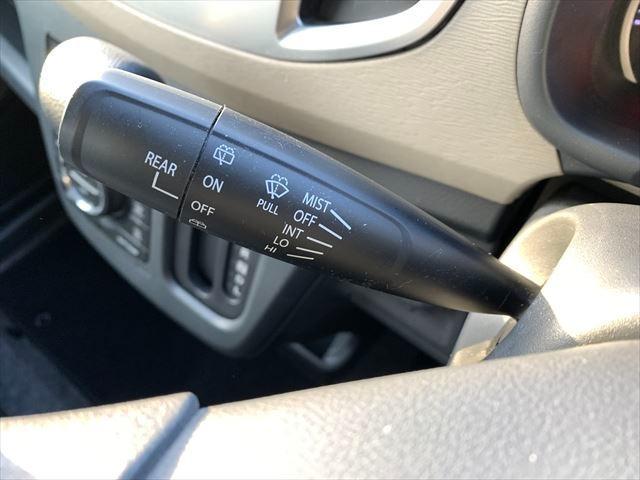 REAR
ON
OFF
PULL
MIST
OFF
INT
LO
HI